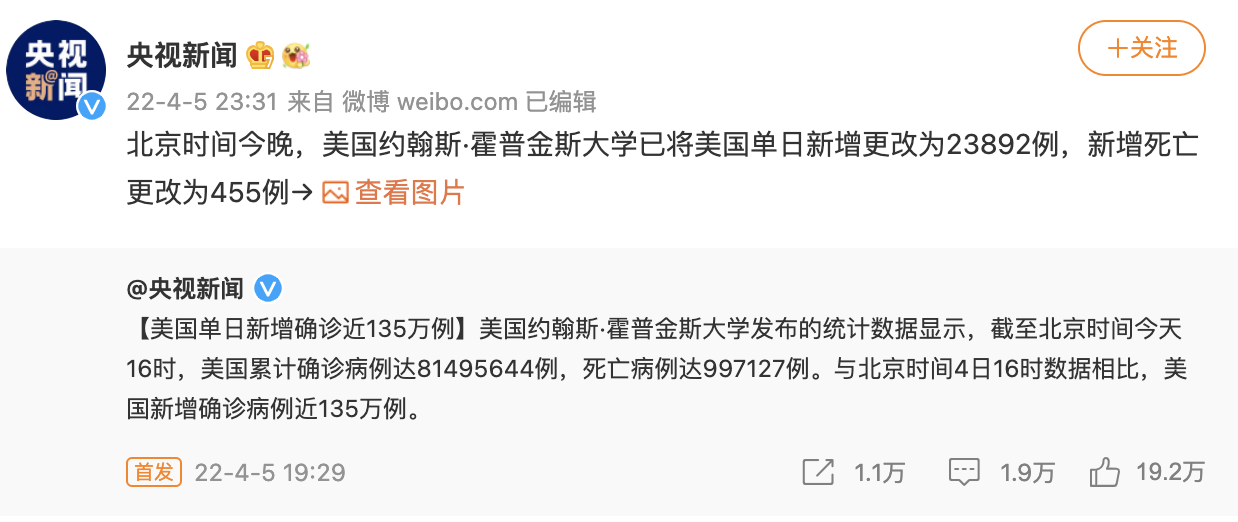 央视
新@闻
央视新闻
+关注
22-4-5 23:31 来自 微博 weibo.com 已编辑
北京时间今晚，美国约翰斯·霍普金斯大学已将美国单日新增更改为23892例，新增死亡
更改为455例→ 查看图片
@央视新闻
【美国单日新增确诊近135万例】美国约翰斯·霍普金斯大学发布的统计数据显示，截至北京时间今天
16时，美国累计确诊病例达81495644例，死亡病例达997127例。与北京时间4日16时数据相比，美
国新增确诊病例近135万例。
首发 22-4-5 19:29 1.1万 1.9万 19.2万